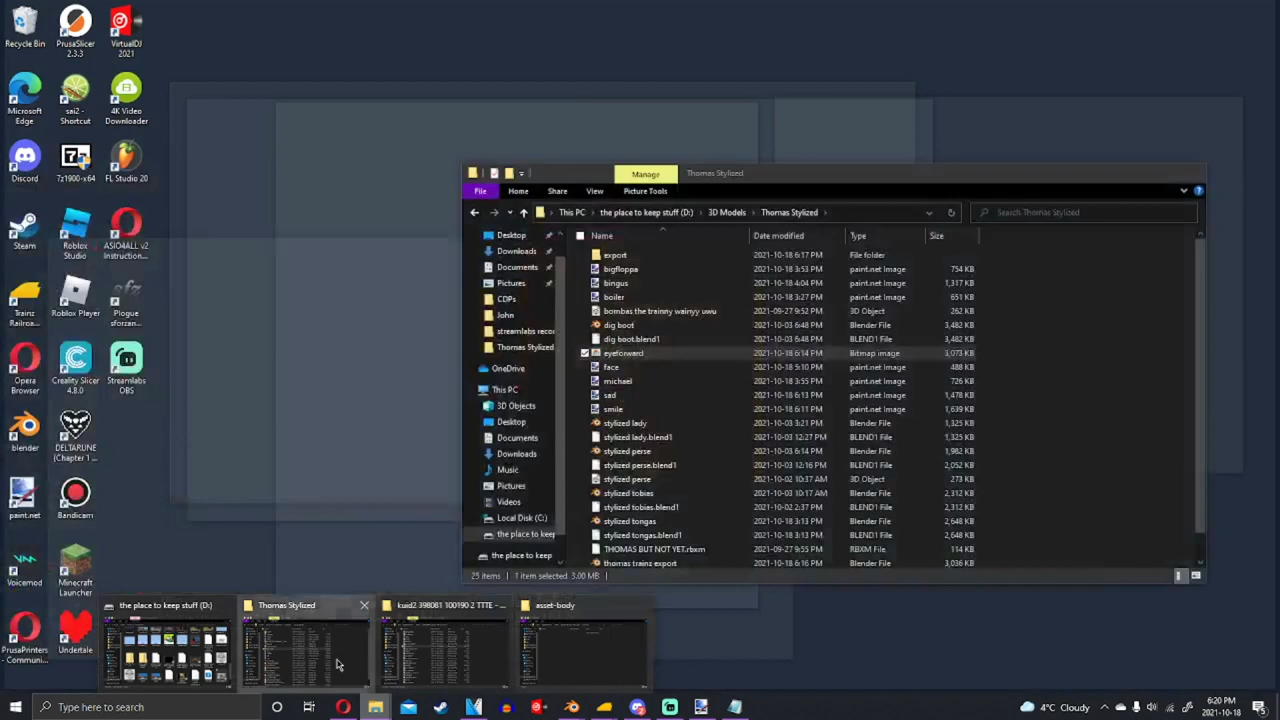 Recycle Bin
PrusaSlicer 2.3.3
VirtualDJ 2021
Microsoft Edge
sai2 - Shortcut
4K Video Downloader
Discord
7z1900-x64
FL Studio 20
Steam
Roblox Studio
ASIO4ALL v2 Instruction...
Trainz Railroa...
Roblox Player
Plogue sforzan...
Opera Browser
Creality Slicer 4.8.0
Streamlabs OBS
blender
DELTARUNE (Chapter 1 ...
paint.net
Bandicam
Voicemod
Minecraft Launcher
PrusaPrinters Commu...
Undertale
Manage
Thomas Stylized
File
Home
Share
View
Picture Tools
This PC
the place to keep stuff (D:)
3D Models
Thomas Stylized
Search Thomas Stylized
Desktop
Downloads
Documents
Pictures
CDPs
John
streamlabs recor
Thomas Stylized
OneDrive
This PC
3D Objects
Desktop
Documents
Downloads
Music
Pictures
Videos
Local Disk (C:)
the place to keep
the place to keep
Name Date modified Type Size
export 2021-10-18 6:17 PM File folder
bigfloppa 2021-10-18 3:53 PM paint.net Image 754 KB
bingus 2021-10-18 4:04 PM paint.net Image 1,317 KB
boiler 2021-10-18 3:27 PM paint.net Image 651 KB
bombas the trainny wainyy uwu 2021-09-27 9:52 PM 3D Object 262 KB
dig boot 2021-10-03 6:48 PM Blender File 3,482 KB
dig boot.blend1 2021-10-03 6:48 PM BLEND1 File 3,482 KB
eyeforward 2021-10-18 6:14 PM Bitmap image 3,073 KB
face 2021-10-18 5:10 PM paint.net Image 488 KB
michael 2021-10-18 3:55 PM paint.net Image 726 KB
sad 2021-10-18 6:13 PM paint.net Image 1,478 KB
smile 2021-10-18 6:11 PM paint.net Image 1,639 KB
stylized lady 2021-10-03 3:21 PM Blender File 1,325 KB
stylized lady.blend1 2021-10-03 12:27 PM BLEND1 File 1,325 KB
stylized perse 2021-10-03 6:14 PM Blender File 1,982 KB
stylized perse.blend1 2021-10-03 12:16 PM BLEND1 File 2,052 KB
stylized perse 2021-10-02 10:37 AM 3D Object 273 KB
stylized tobias 2021-10-03 10:17 AM Blender File 2,312 KB
stylized tobias.blend1 2021-10-02 2:37 PM BLEND1 File 2,312 KB
stylized tongas 2021-10-18 3:13 PM Blender File 2,648 KB
stylized tongas.blend1 2021-10-18 3:13 PM BLEND1 File 2,648 KB
THOMAS BUT NOT YET.rbxm 2021-09-27 9:55 PM RBXM File 114 KB
thomas trainz export 2021-10-18 6:16 PM Blender File 3,036 KB
25 items
1 item selected 3.00 MB
the place to keep stuff (D:)
Thomas Stylized
kuid2 398081 100190 2 TTTE - ...
asset-body
Type here to search
4°C Cloudy
6:20 PM
2021-10-18